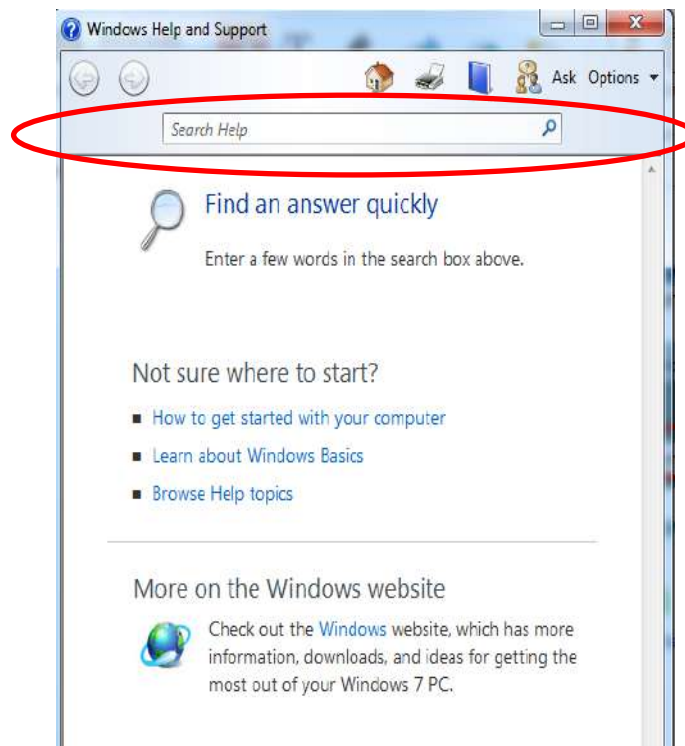 Windows Help and Support
Ask Options
Search Help
Find an answer quickly
Enter a few words in the search box above.
Not sure where to start?
How to get started with your computer
Learn about Windows Basics
Browse Help topics
More on the Windows website
Check out the Windows website, which has more
information, downloads, and ideas for getting the
most out of your Windows 7 PC.